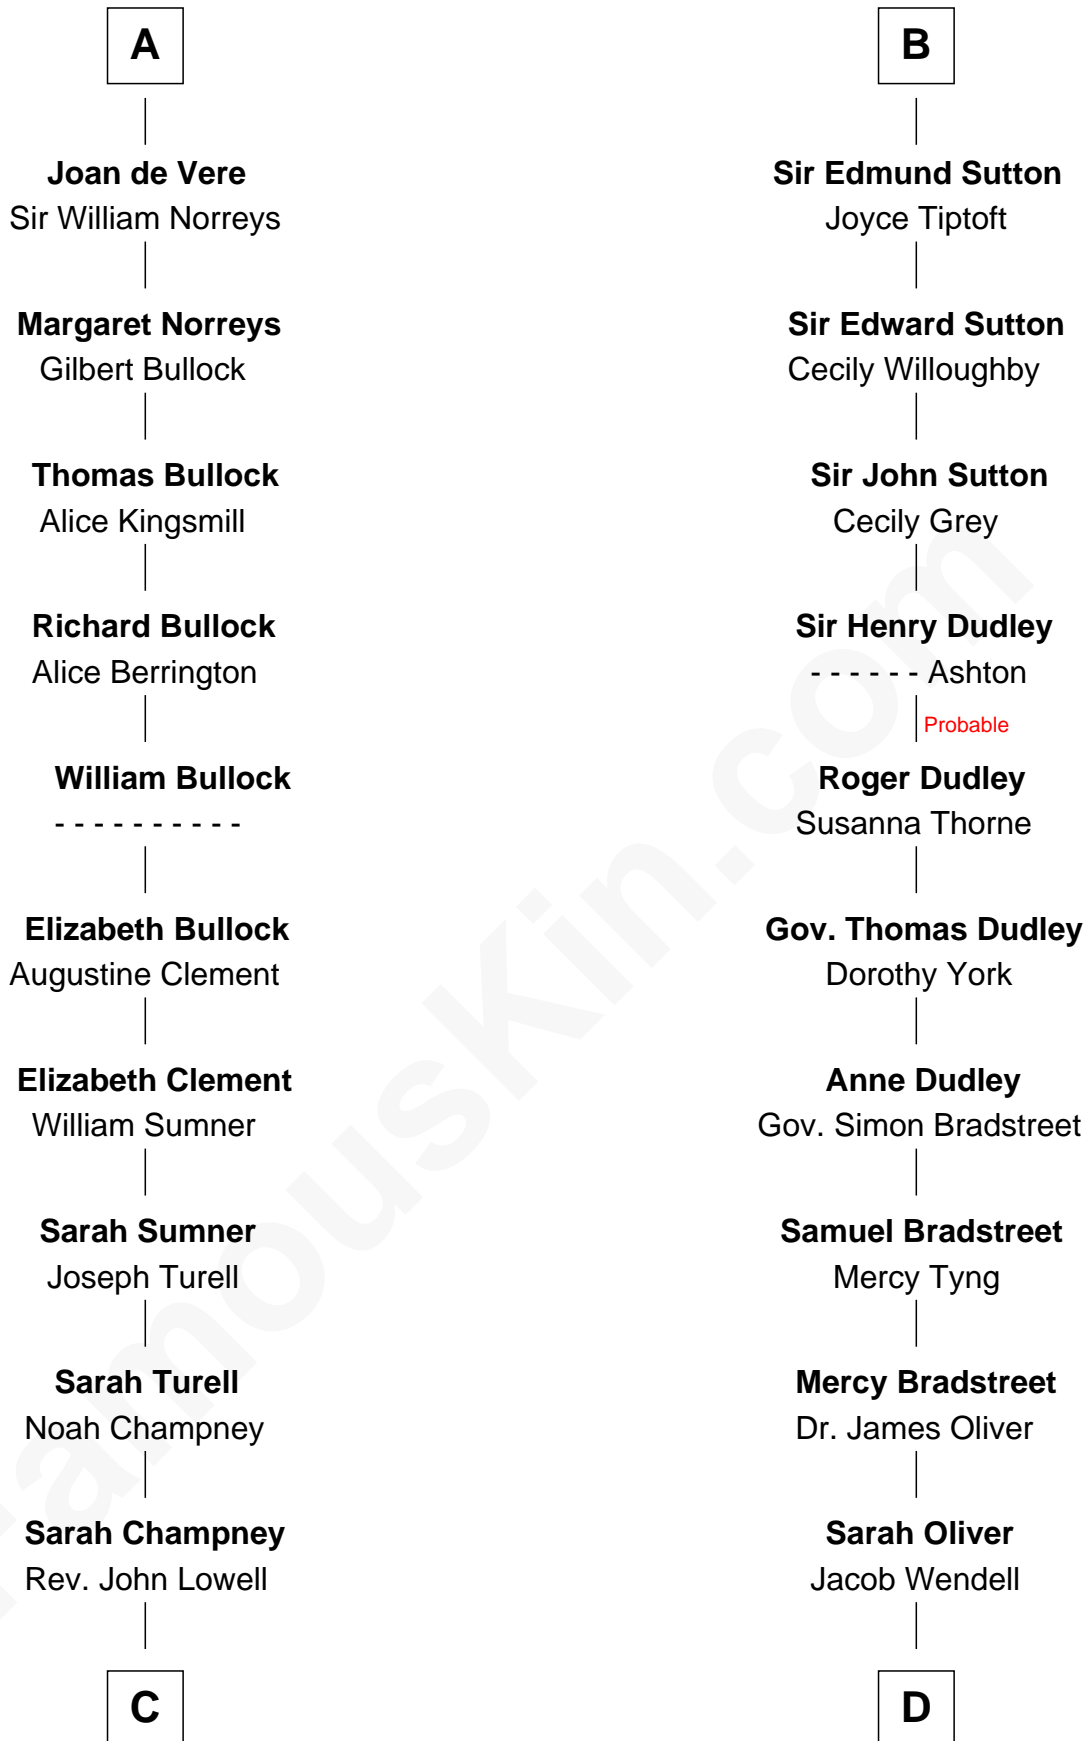 A
Joan de Vere
Sir William Norreys
Margaret Norreys
Gilbert Bullock
Thomas Bullock
Alice Kingsmill
Richard Bullock
Alice Berrington
William Bullock
- - - - - - - - - -
Elizabeth Bullock
Augustine Clement
Elizabeth Clement
William Sumner
Sarah Sumner
Joseph Turell
Sarah Turell
Noah Champney
Sarah Champney
Rev. John Lowell
C
B
Sir Edmund Sutton
Joyce Tiptoft
Sir Edward Sutton
Cecily Willoughby
Sir John Sutton
Cecily Grey
Sir Henry Dudley
- - - - - - Ashton
Probable
Roger Dudley
Susanna Thorne
Gov. Thomas Dudley
Dorothy York
Anne Dudley
Gov. Simon Bradstreet
Samuel Bradstreet
Mercy Tyng
Mercy Bradstreet
Dr. James Oliver
Sarah Oliver
Jacob Wendell
D
FamousKin.com